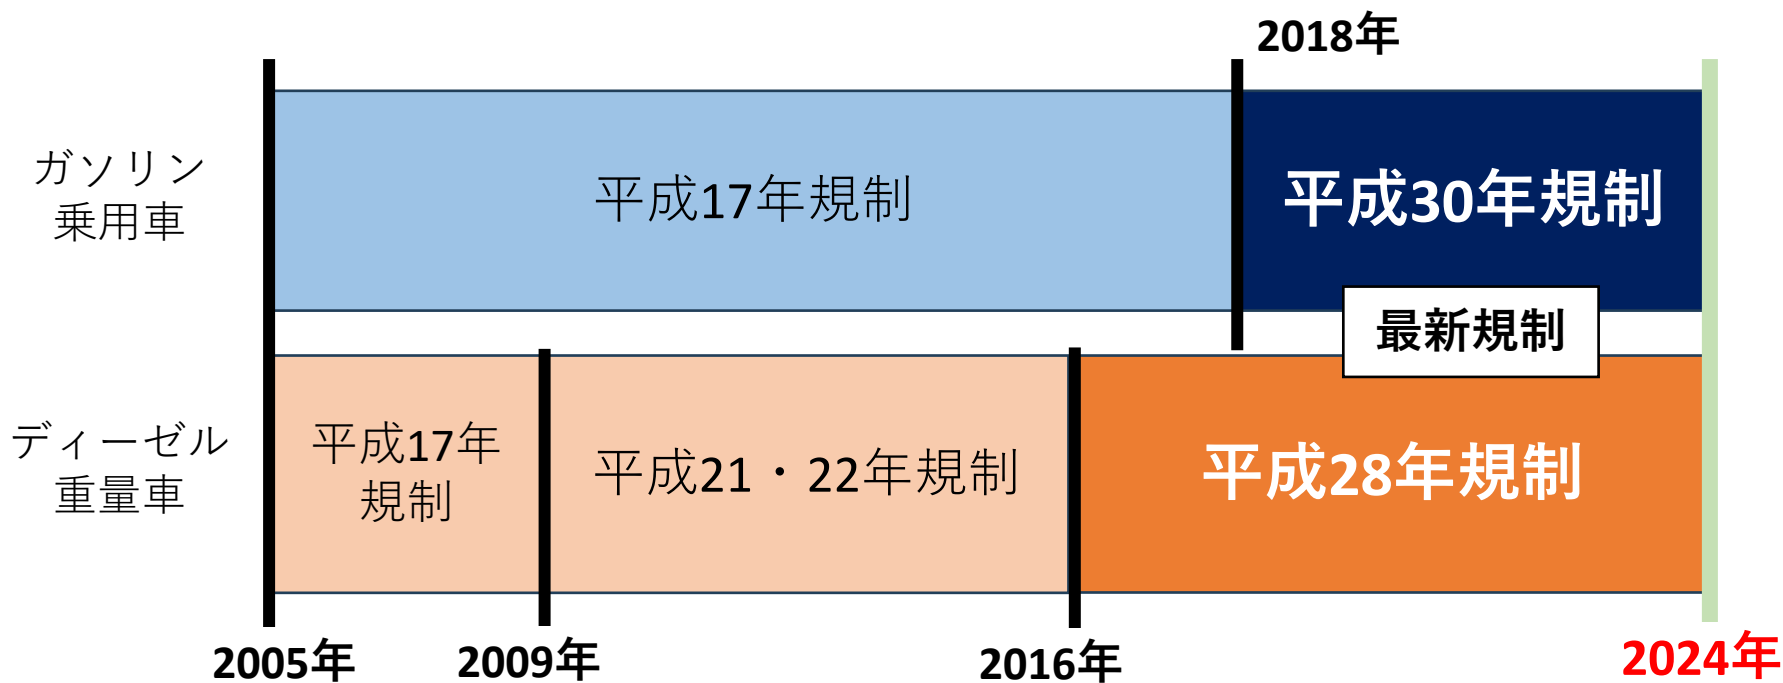 2018年
ガソリン
乗用車
平成17年規制
平成30年規制
最新規制
ディーゼル
重量車
平成17年
規制
平成21・22年規制
平成28年規制
2005年
2009年
2016年
2024年